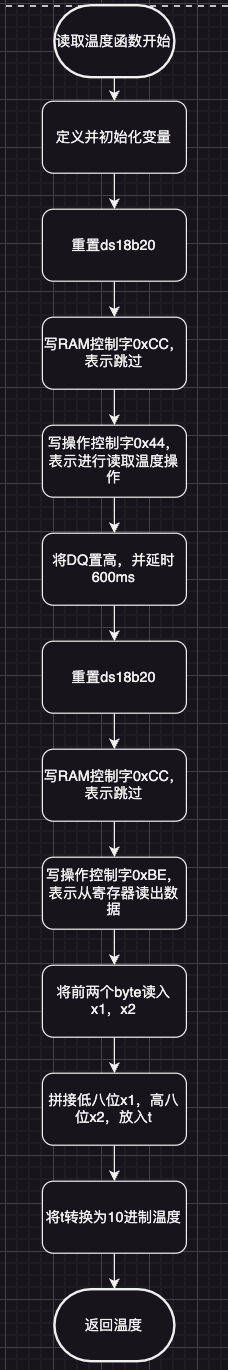 读取温度函数开始
定义并初始化变量
重置ds18b20
写RAM控制字0xCC，
表示跳过
写操作控制字0x44，
表示进行读取温度操
作
将DQ置高，并延时
600ms
重置ds18b20
写RAM控制字0xCC，
表示跳过
写操作控制字0xBE，
表示从寄存器读出数
据
将前两个byte读入
x1，x2
拼接低八位x1，高八
位x2，放入t
将t转换为10进制温度
返回温度